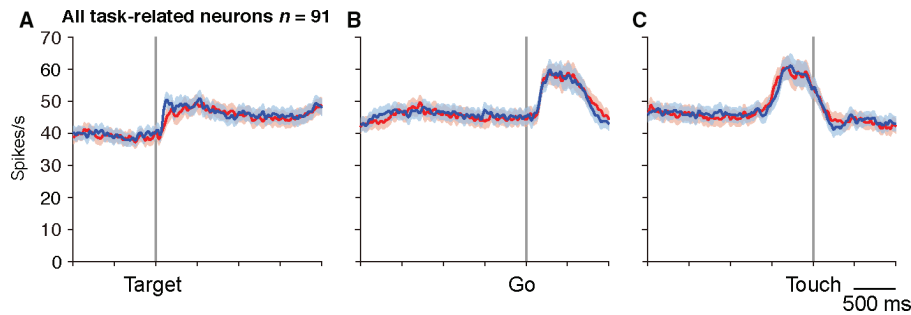 A All task-related neurons n = 91 B C
70
60
50
40
30
20
10
0
Spikes/s
Target Go Touch
500 ms